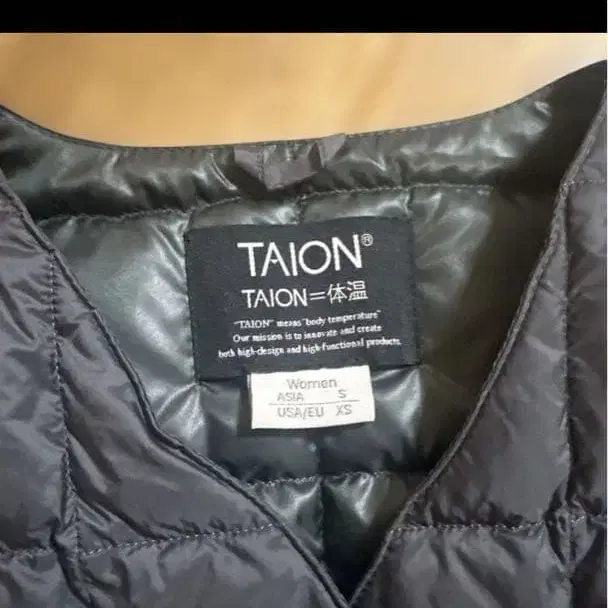 TAION®
TAION=体温
"TAION" means "body temperature"
Our mission is to innovate and create
both high-design and high-functional products.
Women
ASIA S
USA/EU XS